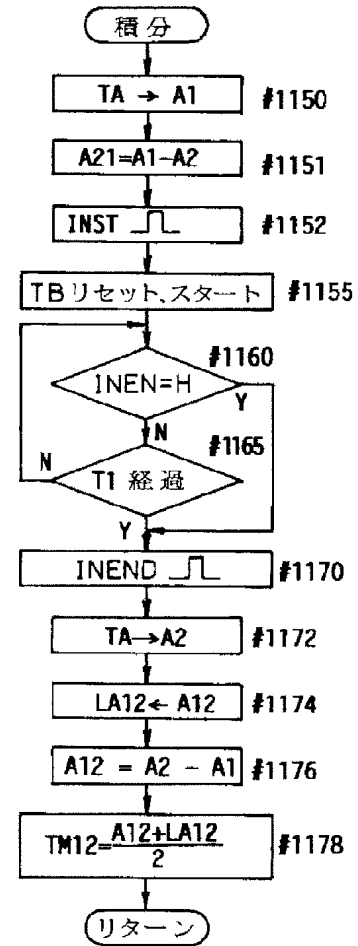 積分
TA → A1 #1150
A21=A1-A2 #1151
INST #1152
TBリセット、スタート #1155
#1160
INEN=H
Y
N
#1165
N
T1 経過
Y
INEND #1170
TA→A2 #1172
LA12← A12 #1174
A12 = A2 - A1 #1176
TM12=A12+LA12 #1178
2
リターン